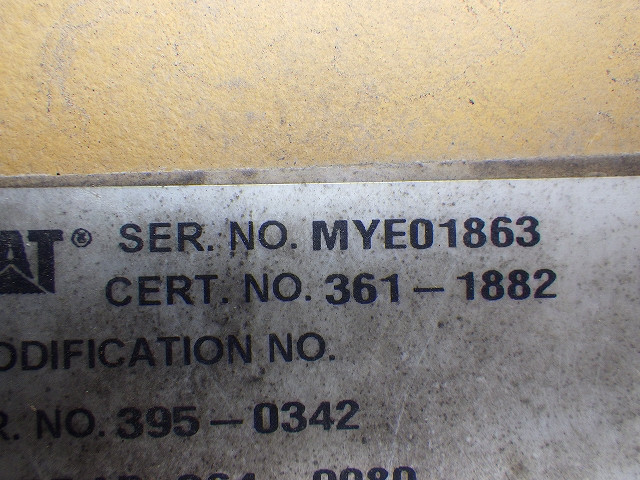 AT® SER. NO. MYE01863
CERT. NO. 361-1882
ODIFICATION NO.
R. NO. 395-0342